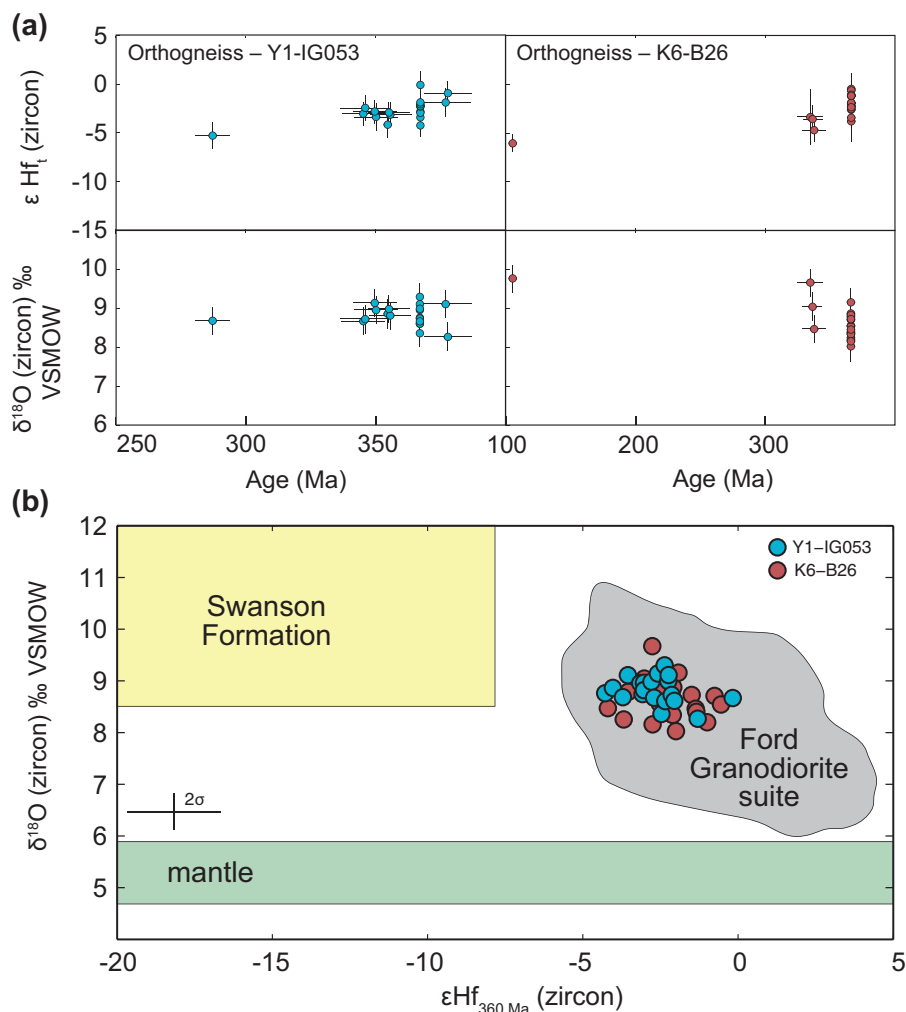 (a)
Orthogneiss – Y1-IG053
Orthogneiss – K6-B26
5
0
-5
-10
-15
ε Hft (zircon)
10
9
8
7
6
δ18O (zircon) ‰
VSMOW
250
300
350
100
200
300
Age (Ma)
Age (Ma)
(b)
12
11
10
9
8
7
6
5
δ18O (zircon) ‰ VSMOW
Y1–IG053
K6–B26
Swanson
Formation
Ford
Granodiorite
suite
2σ
mantle
-20
-15
-10
-5
0
5
εHf360 Ma (zircon)